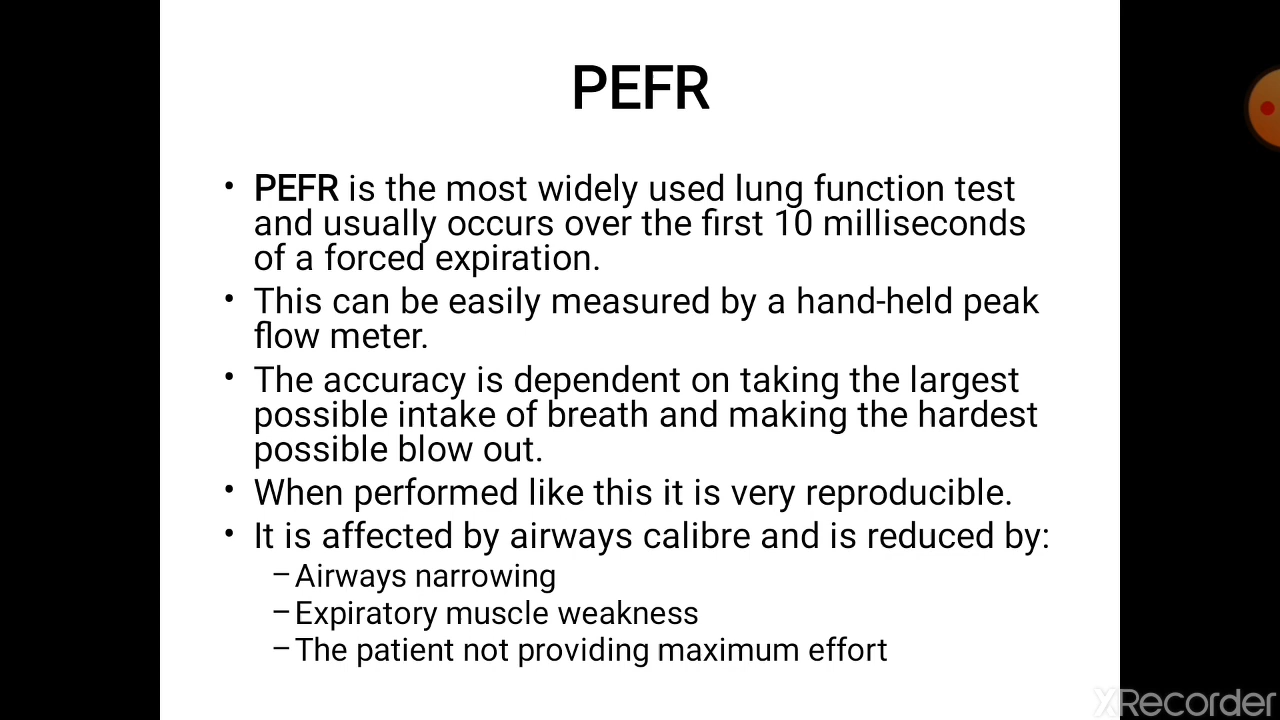 PEFR
• PEFR is the most widely used lung function test
and usually occurs over the first 10 milliseconds
of a forced expiration.
• This can be easily measured by a hand-held peak
flow meter.
• The accuracy is dependent on taking the largest
possible intake of breath and making the hardest
possible blow out.
• When performed like this it is very reproducible.
• It is affected by airways calibre and is reduced by:
– Airways narrowing
– Expiratory muscle weakness
– The patient not providing maximum effort
XRecorder